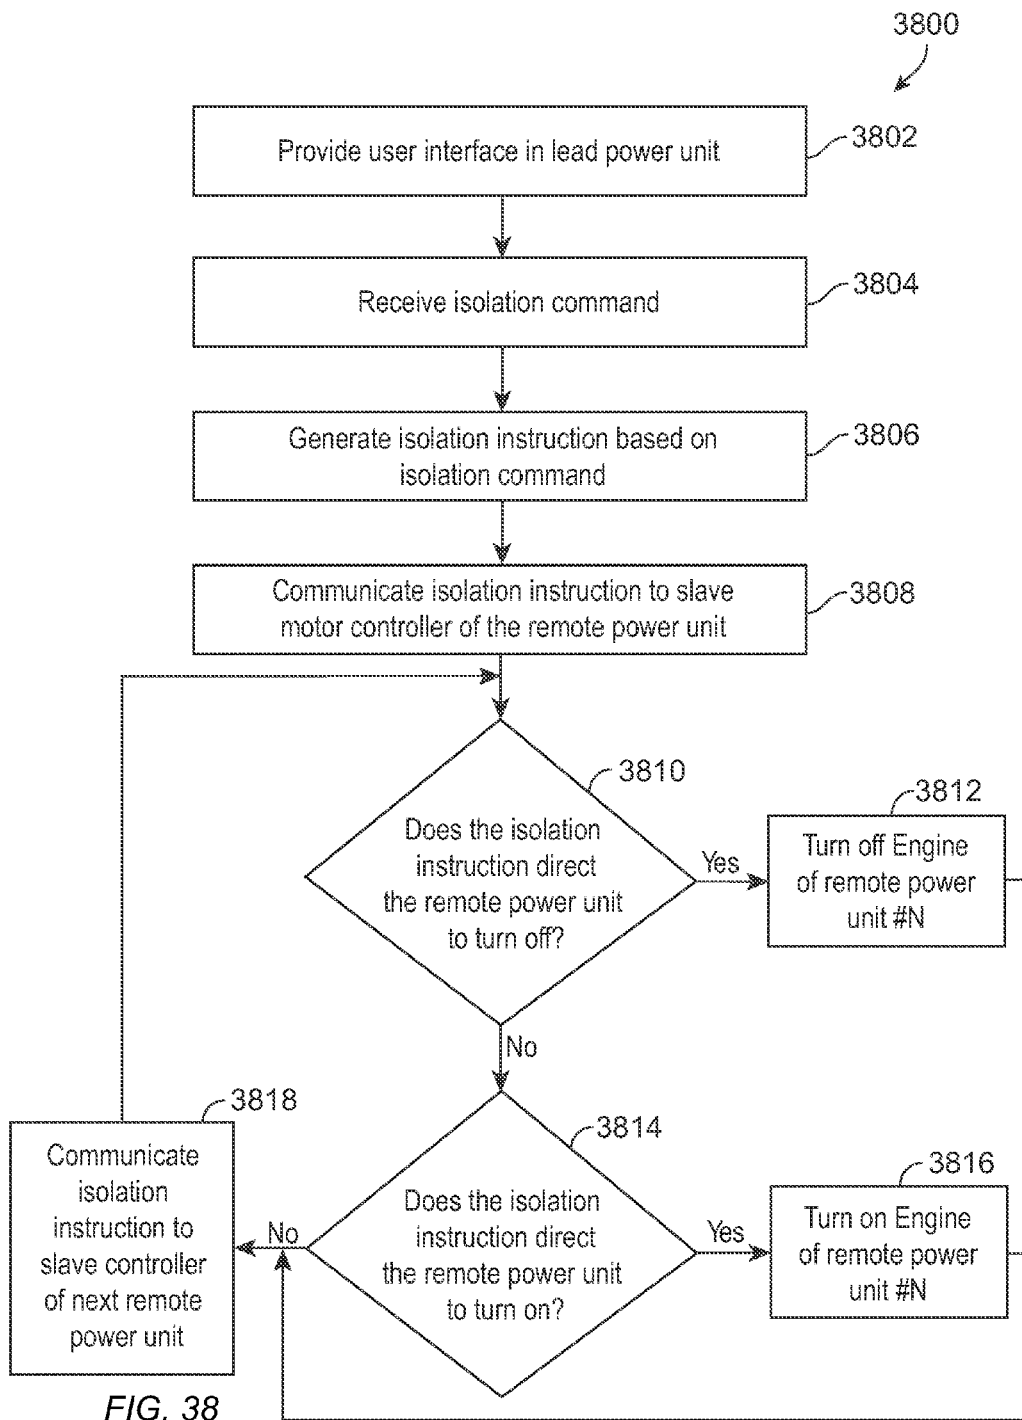 3800
Provide user interface in lead power unit
3802
Receive isolation command
3804
Generate isolation instruction based on
isolation command
3806
Communicate isolation instruction to slave
motor controller of the remote power unit
3808
3810
Does the isolation
instruction direct
the remote power unit
to turn off?
Yes
3812
Turn off Engine
of remote power
unit #N
No
3814
Does the isolation
instruction direct
the remote power unit
to turn on?
Yes
3816
Turn on Engine
of remote power
unit #N
No
3818
Communicate
isolation
instruction to
slave controller
of next remote
power unit
FIG. 38